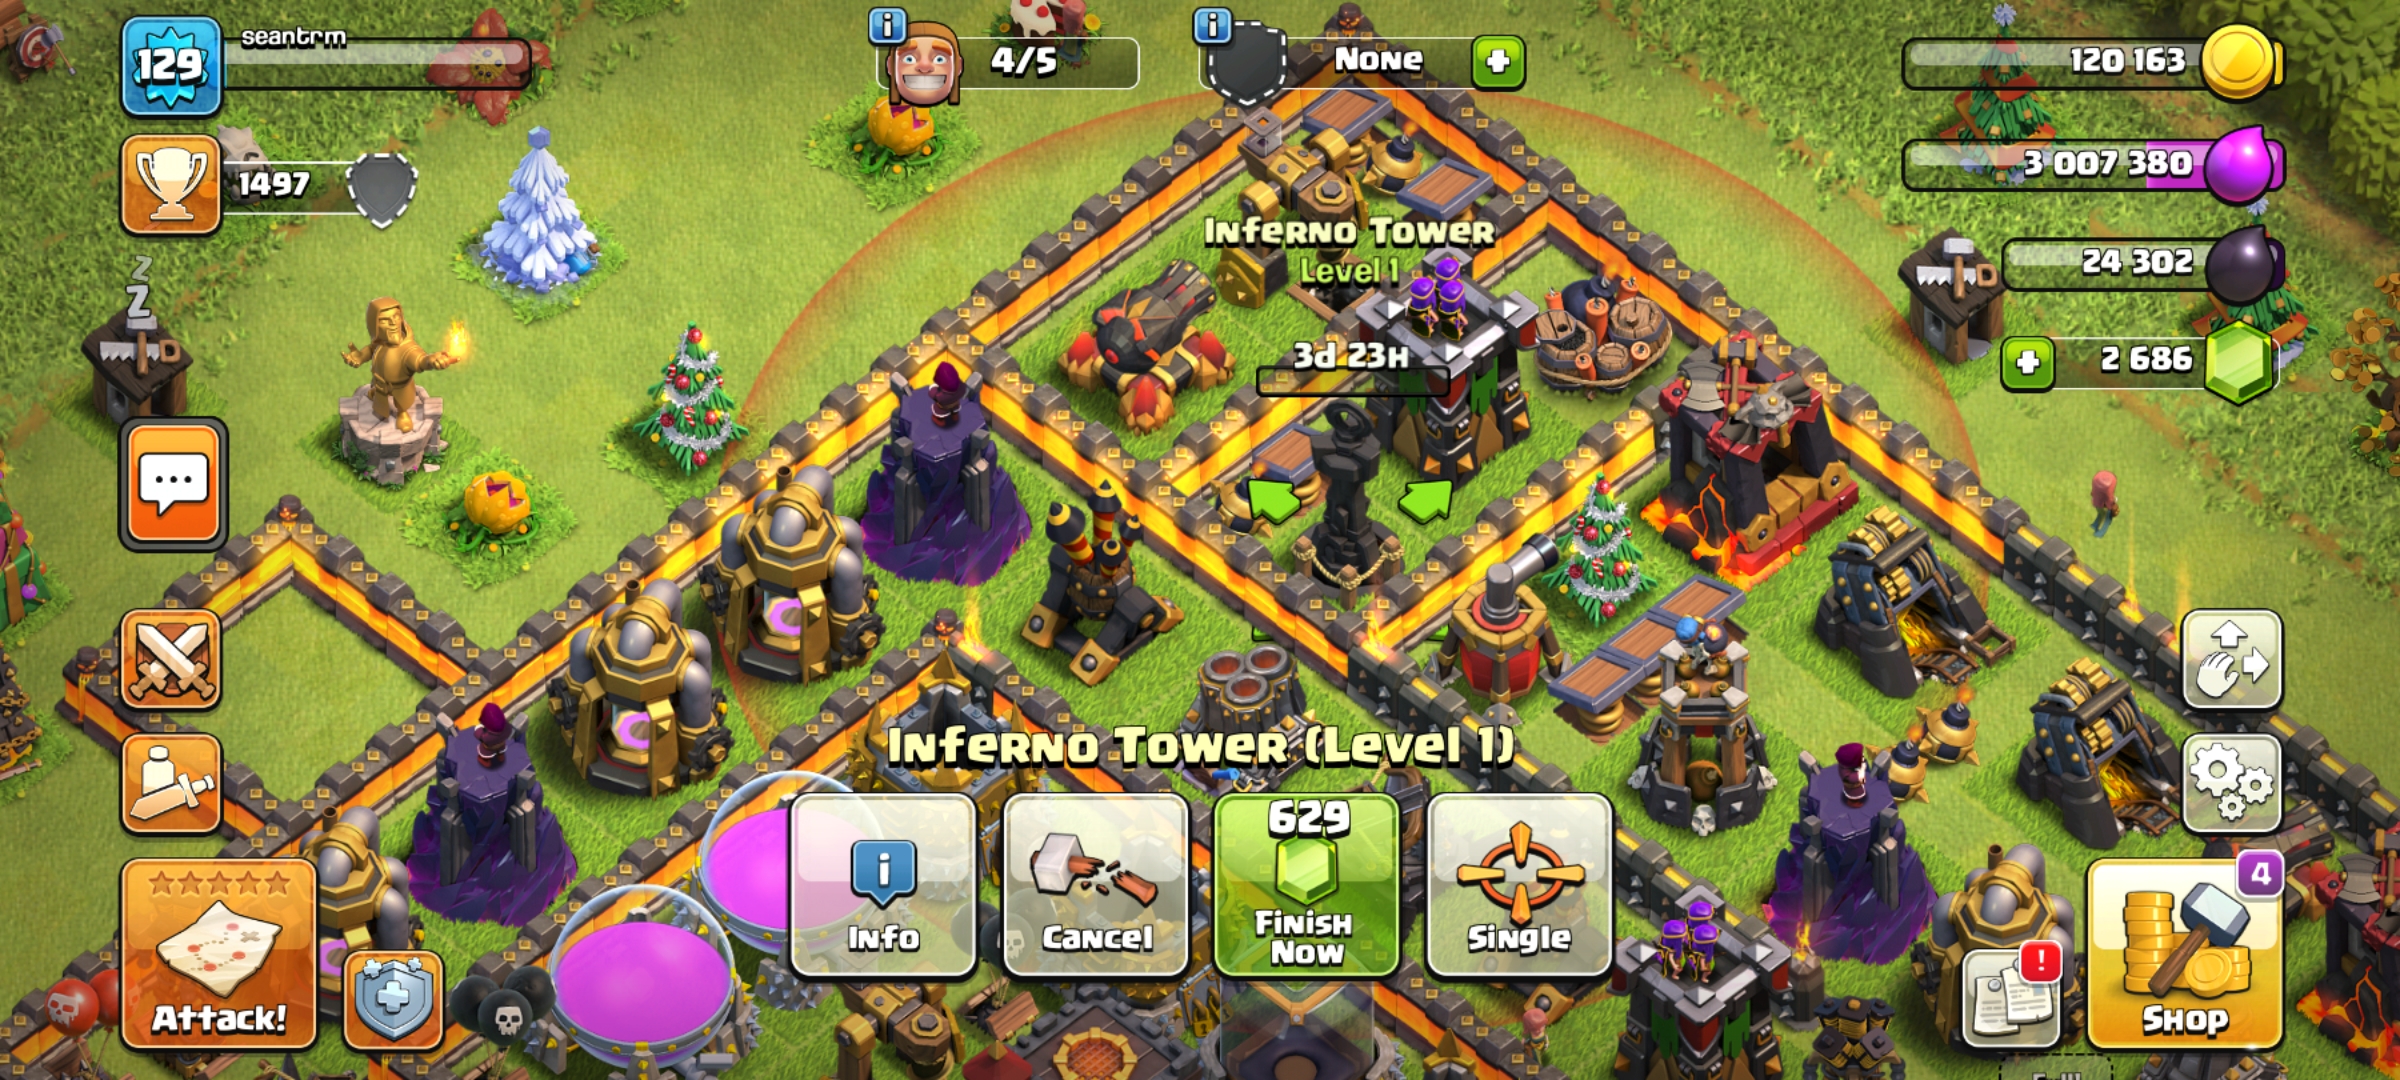 129
seantrm
4/5
None
120 163
1497
3 007 380
Inferno Tower
Level 1
24 302
z
z
3d 23h
2 686
Inferno Tower (Level 1)
629
Info
Cancel
Finish
Now
Single
4
!
Attack!
Shop